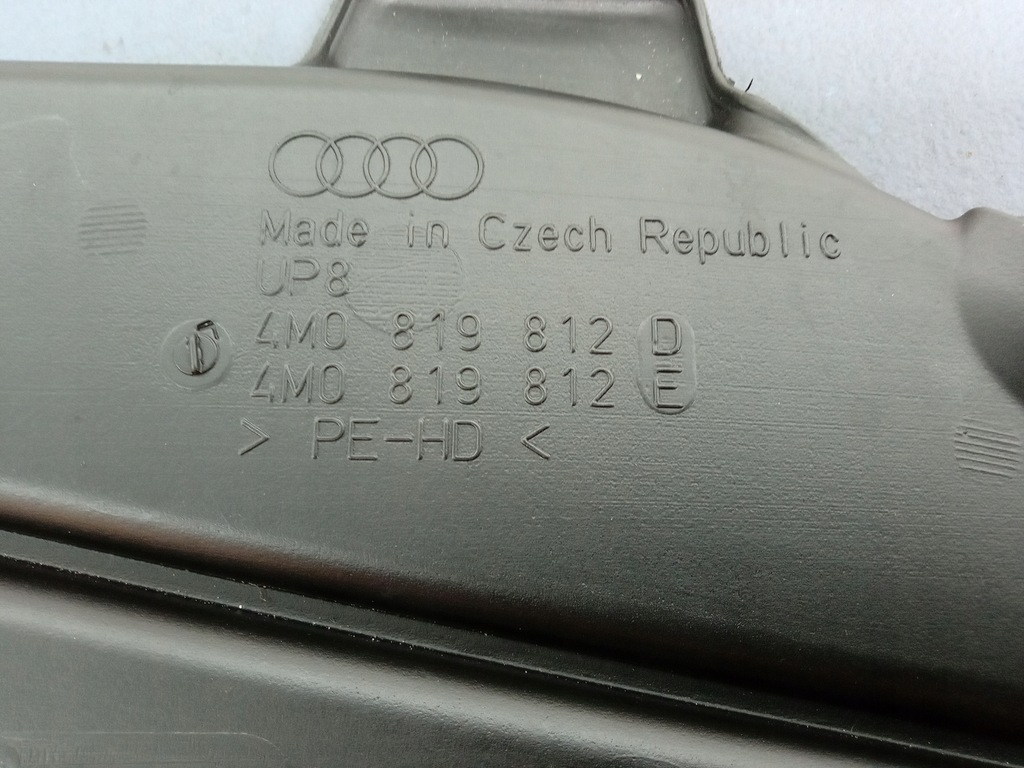 Made in Czech Republic
UP8
4M0 819 812 D
4M0 819 812 E
> PE-HD <